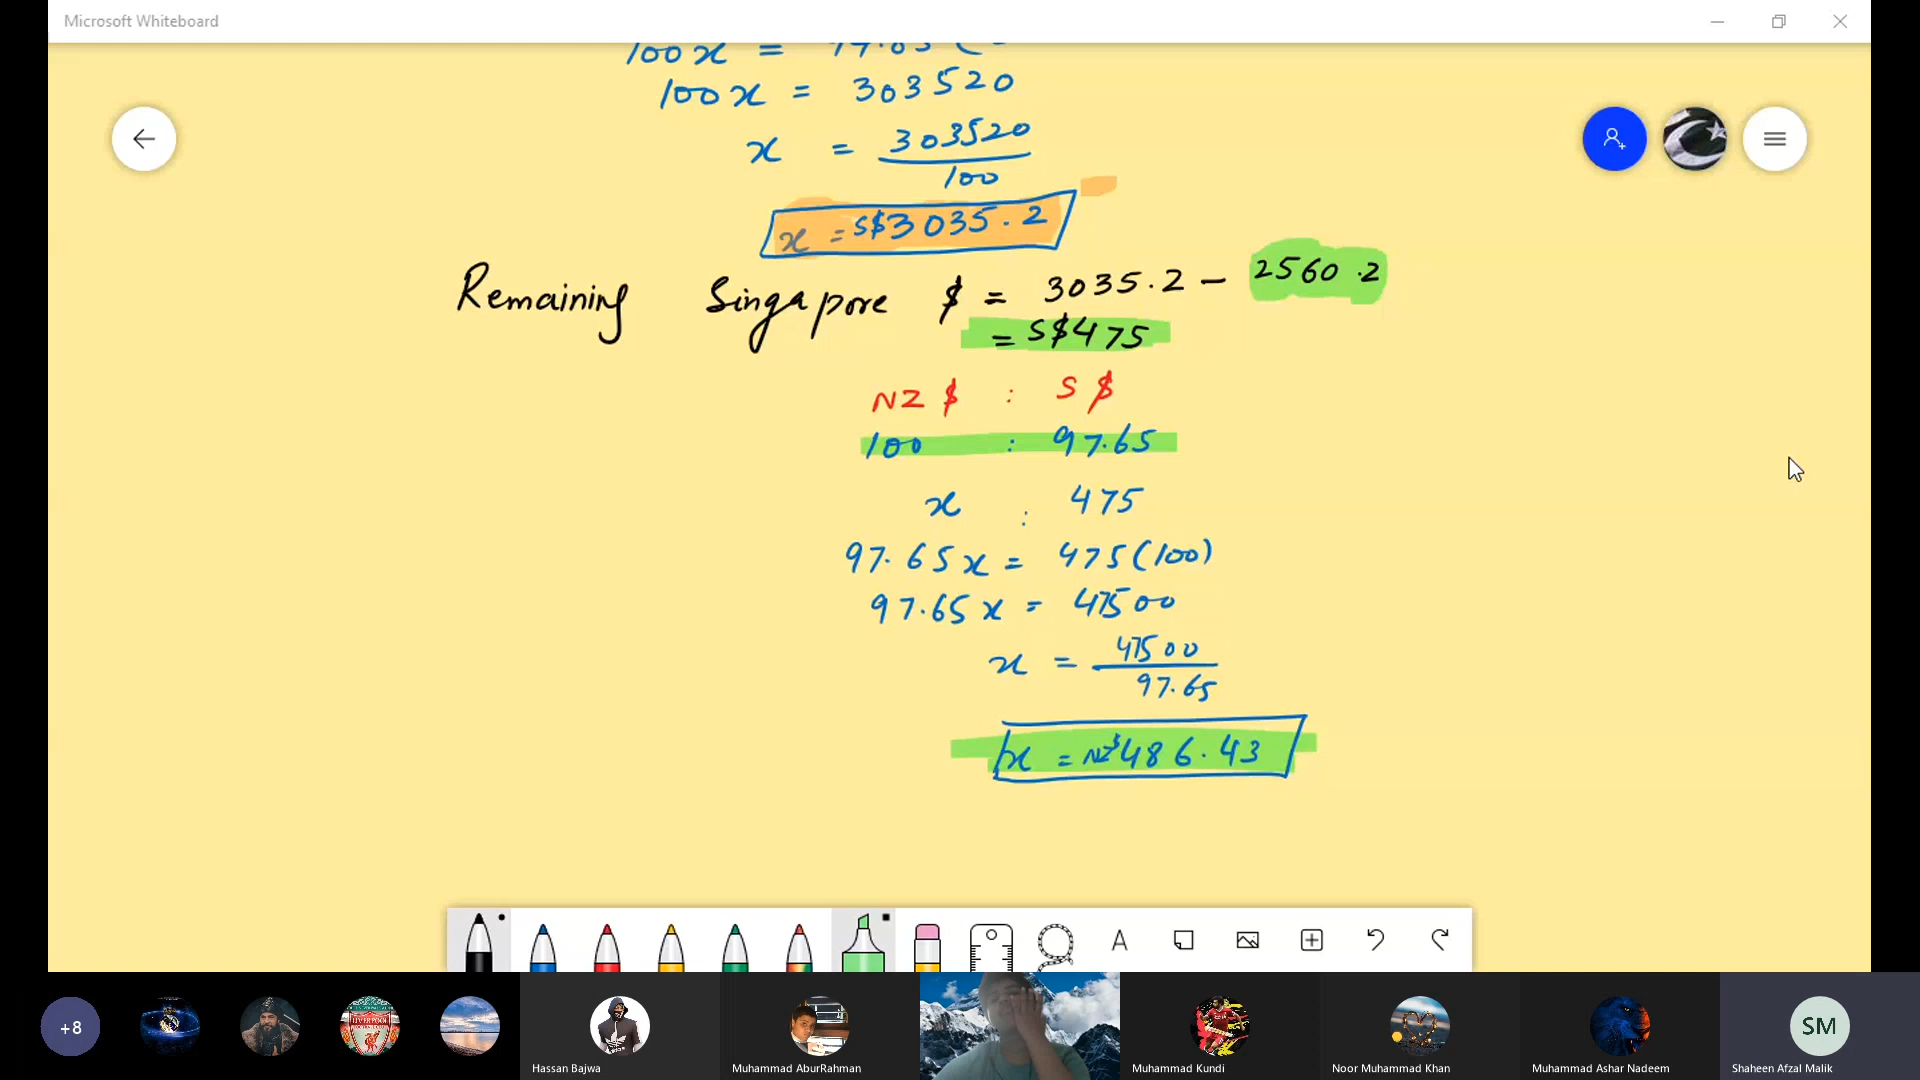 Microsoft Whiteboard
100x =
100x = 303520
x = 303520
100
x = S$3035.2
Remaining Singapore $ = 3035.2 - 2560.2
= S$475
NZ $ : S $
100 : 97.65
x : 475
97.65x = 475(100)
97.65x = 47500
x = 47500
97.65
x = NZ$486.43
A
+8
LIVERPOOL
Hassan Bajwa
Muhammad AburRahman
Muhammad Kundi
Noor Muhammad Khan
Muhammad Ashar Nadeem
SM
Shaheen Afzal Malik